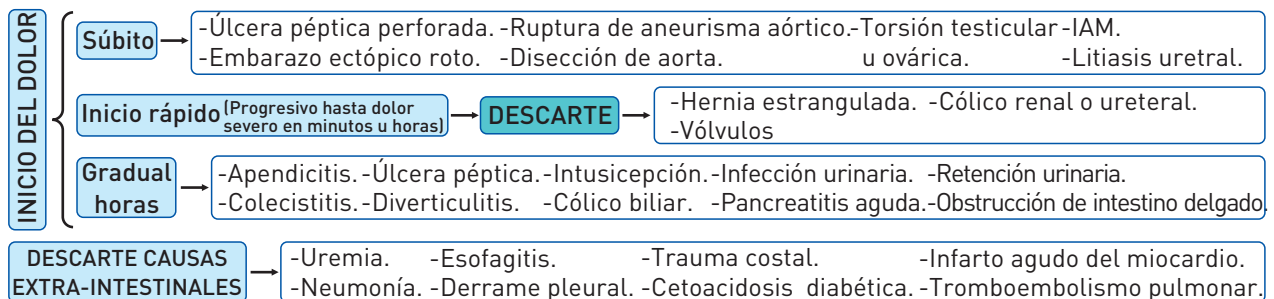 INICIO DEL DOLOR
Súbito
-Úlcera péptica perforada. -Ruptura de aneurisma aórtico.-Torsión testicular -IAM.
-Embarazo ectópico roto. -Disección de aorta. u ovárica. -Litiasis uretral.
Inicio rápido (Progresivo hasta dolor
severo en minutos u horas)
DESCARTE
-Hernia estrangulada. -Cólico renal o ureteral.
-Vólvulos
Gradual
horas
-Apendicitis. -Úlcera péptica. -Intusicepción. -Infección urinaria. -Retención urinaria.
-Colecistitis. -Diverticulitis. -Cólico biliar. -Pancreatitis aguda. -Obstrucción de intestino delgado.
DESCARTE CAUSAS
EXTRA-INTESTINALES
-Uremia. -Esofagitis. -Trauma costal. -Infarto agudo del miocardio.
-Neumonía. -Derrame pleural. -Cetoacidosis diabética. -Tromboembolismo pulmonar.